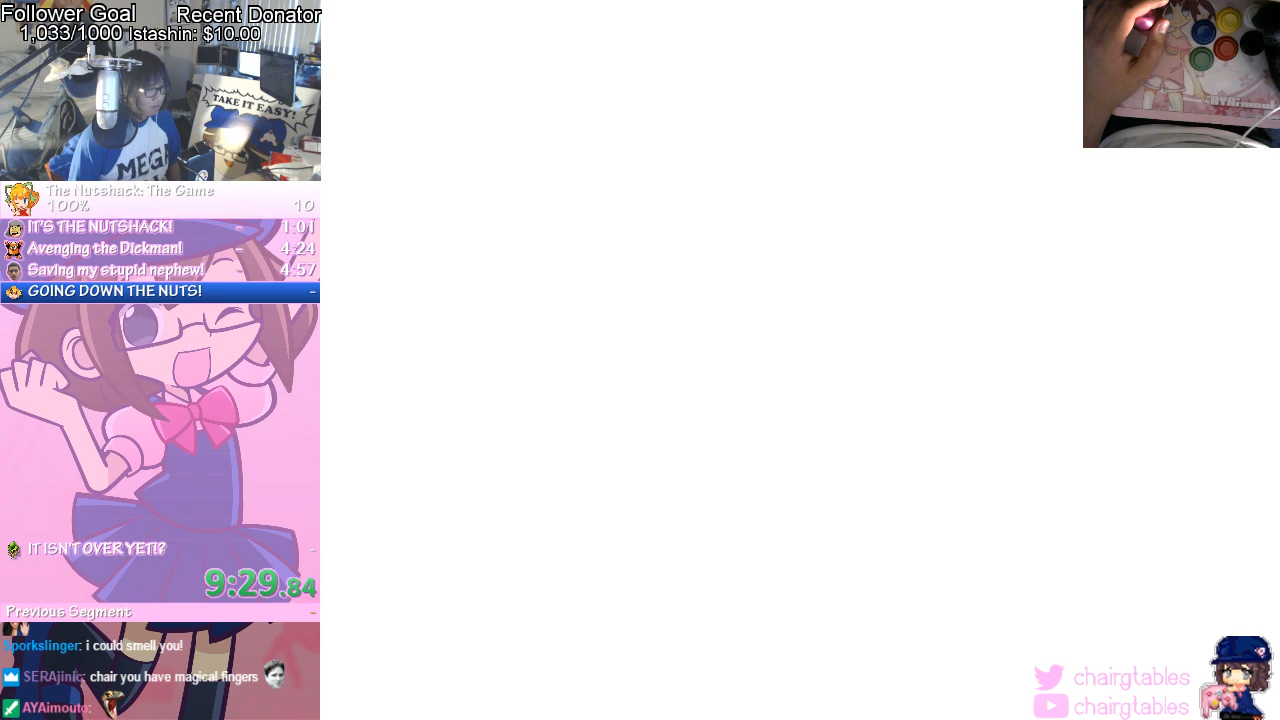 Follower Goal
Recent Donator
1,033/1000
Istashin: $10.00
TAKE IT EASY!
MEGA
The Nutshack: The Game
100%
10
IT'S THE NUTSHACK!
-
1:01
Avenging the Dickman!
-
4:24
Saving my stupid nephew!
-
4:57
GOING DOWN THE NUTS!
-
IT ISN'T OVER YET!?
-
9:29.84
Previous Segment
-
Sporkslinger: i could smell you!
SERAjinic: chair you have magical fingers
AYAimouto:
chairgtables
chairgtables